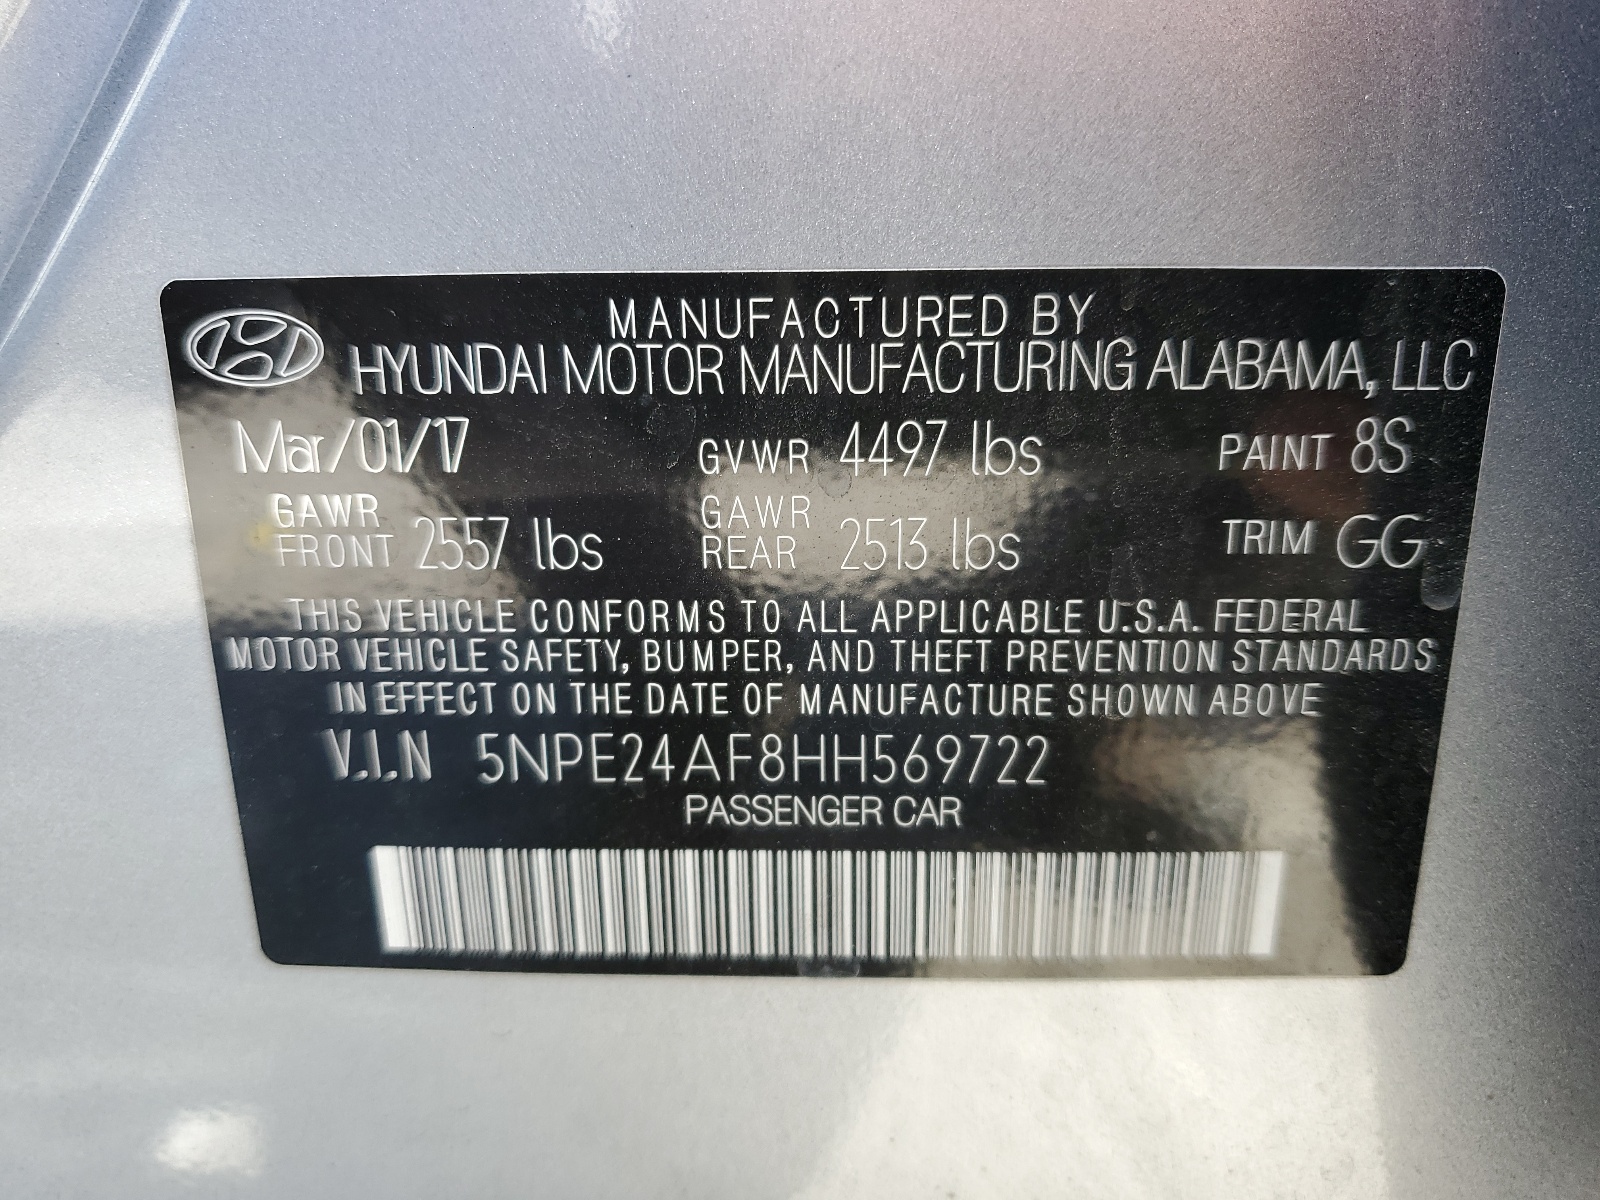 MANUFACTURED BY
HYUNDAI MOTOR MANUFACTURING ALABAMA, LLC
Mar/01/17 GVWR 4497 lbs PAINT 8S
GAWR FRONT 2557 lbs GAWR REAR 2513 lbs TRIM GG
THIS VEHICLE CONFORMS TO ALL APPLICABLE U.S.A. FEDERAL
MOTOR VEHICLE SAFETY, BUMPER, AND THEFT PREVENTION STANDARDS
IN EFFECT ON THE DATE OF MANUFACTURE SHOWN ABOVE
V.I.N 5NPE24AF8HH569722
PASSENGER CAR